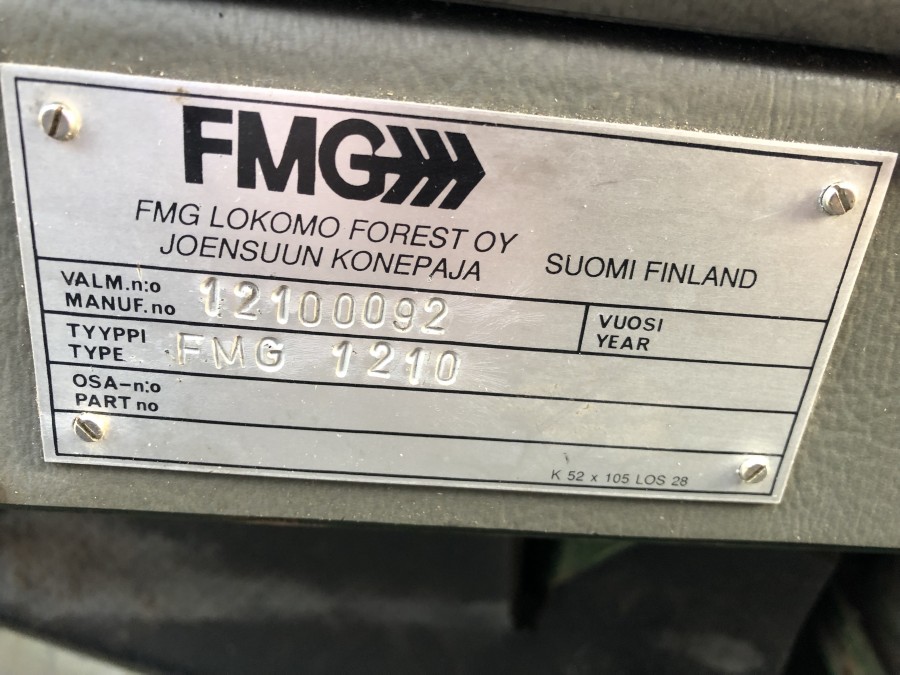 FMG
FMG LOKOMO FOREST OY
JOENSUUN KONEPAJA SUOMI FINLAND
VALM.n:o
MANUF.no 12100092
VUOSI
YEAR
TYYPPI
TYPE FMG 1210
OSA-n:o
PART no
K 52 x 105 LOS 28